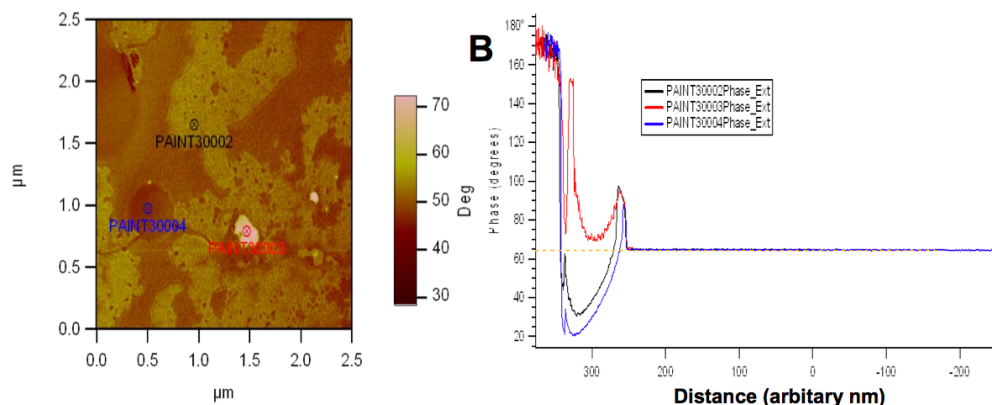 2.5
2.0
1.5
1.0
0.5
0.0
µm
0.0 0.5 1.0 1.5 2.0 2.5
µm
PAINT30002
PAINT30004
PAINT30003
70
60
50
40
30
Deg
B
180°
160
140
120
100
80
60
40
20
Phase (degrees)
PAINT30002Phase_Ext
PAINT30003Phase_Ext
PAINT30004Phase_Ext
300 200 100 0 -100 -200
Distance (arbitary nm)